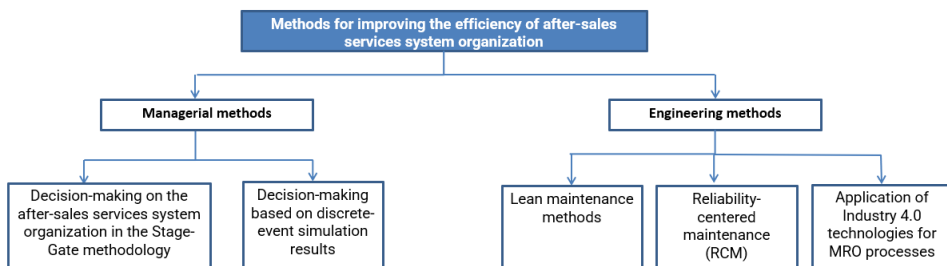 Methods for improving the efficiency of after-sales
services system organization
Managerial methods
Engineering methods
Decision-making on the
after-sales services system
organization in the Stage-
Gate methodology
Decision-making
based on discrete-
event simulation
results
Lean maintenance
methods
Reliability-
centered
maintenance
(RCM)
Application of
Industry 4.0
technologies for
MRO processes